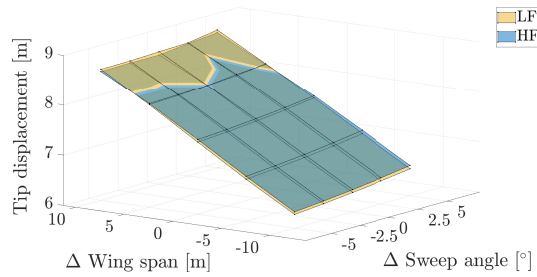 LF
HF
Tip displacement [m]
9
8
7
6
10
5
0
-5
-10
Δ Wing span [m]
-5
-2.5
0
2.5
5
Δ Sweep angle [°]